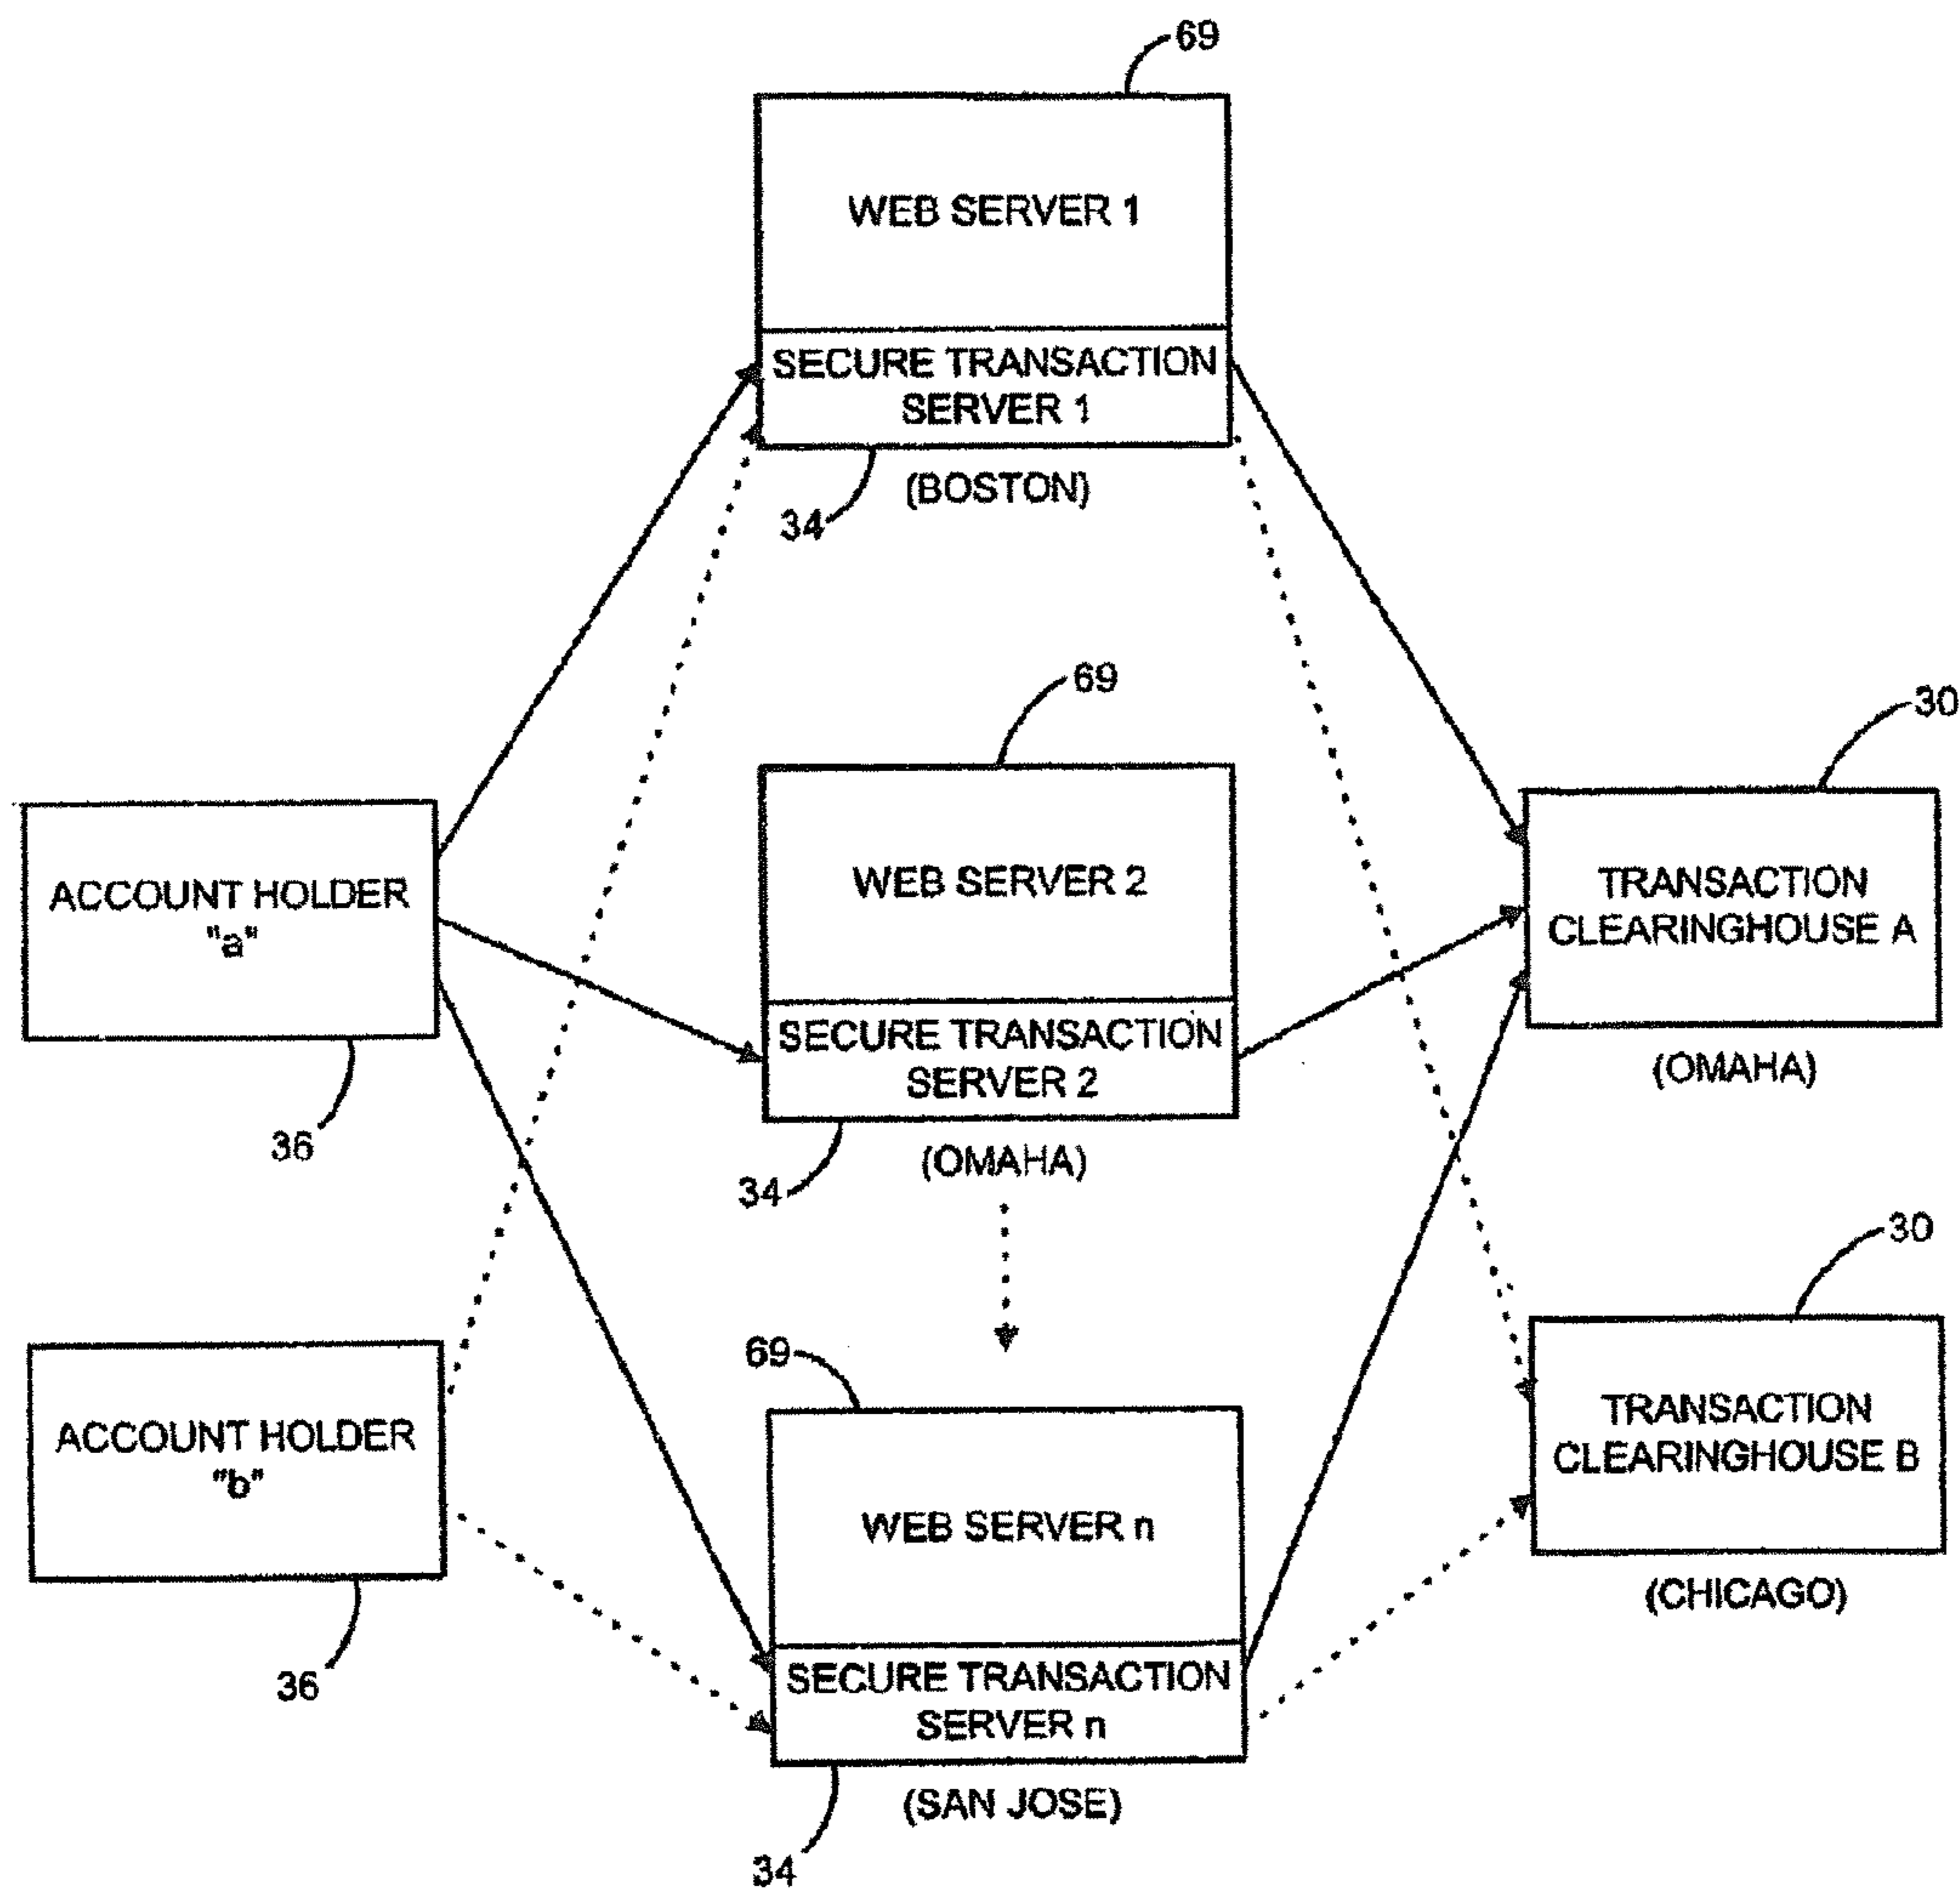 69
WEB SERVER 1
SECURE TRANSACTION
SERVER 1
34
(BOSTON)
69
WEB SERVER 2
SECURE TRANSACTION
SERVER 2
34
(OMAHA)
69
WEB SERVER n
SECURE TRANSACTION
SERVER n
34
(SAN JOSE)
ACCOUNT HOLDER
"a"
36
ACCOUNT HOLDER
"b"
36
30
TRANSACTION
CLEARINGHOUSE A
(OMAHA)
30
TRANSACTION
CLEARINGHOUSE B
(CHICAGO)